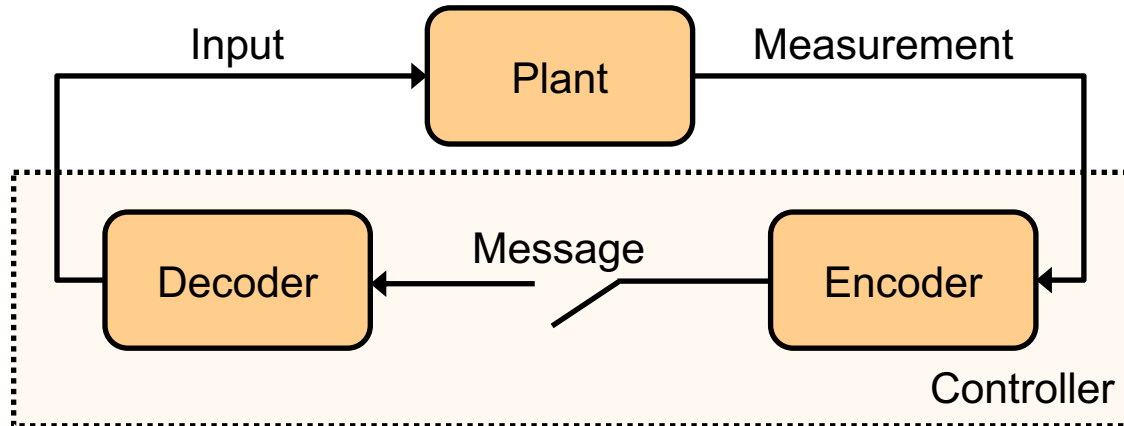 Input
Measurement
Plant
Message
Decoder
Encoder
Controller